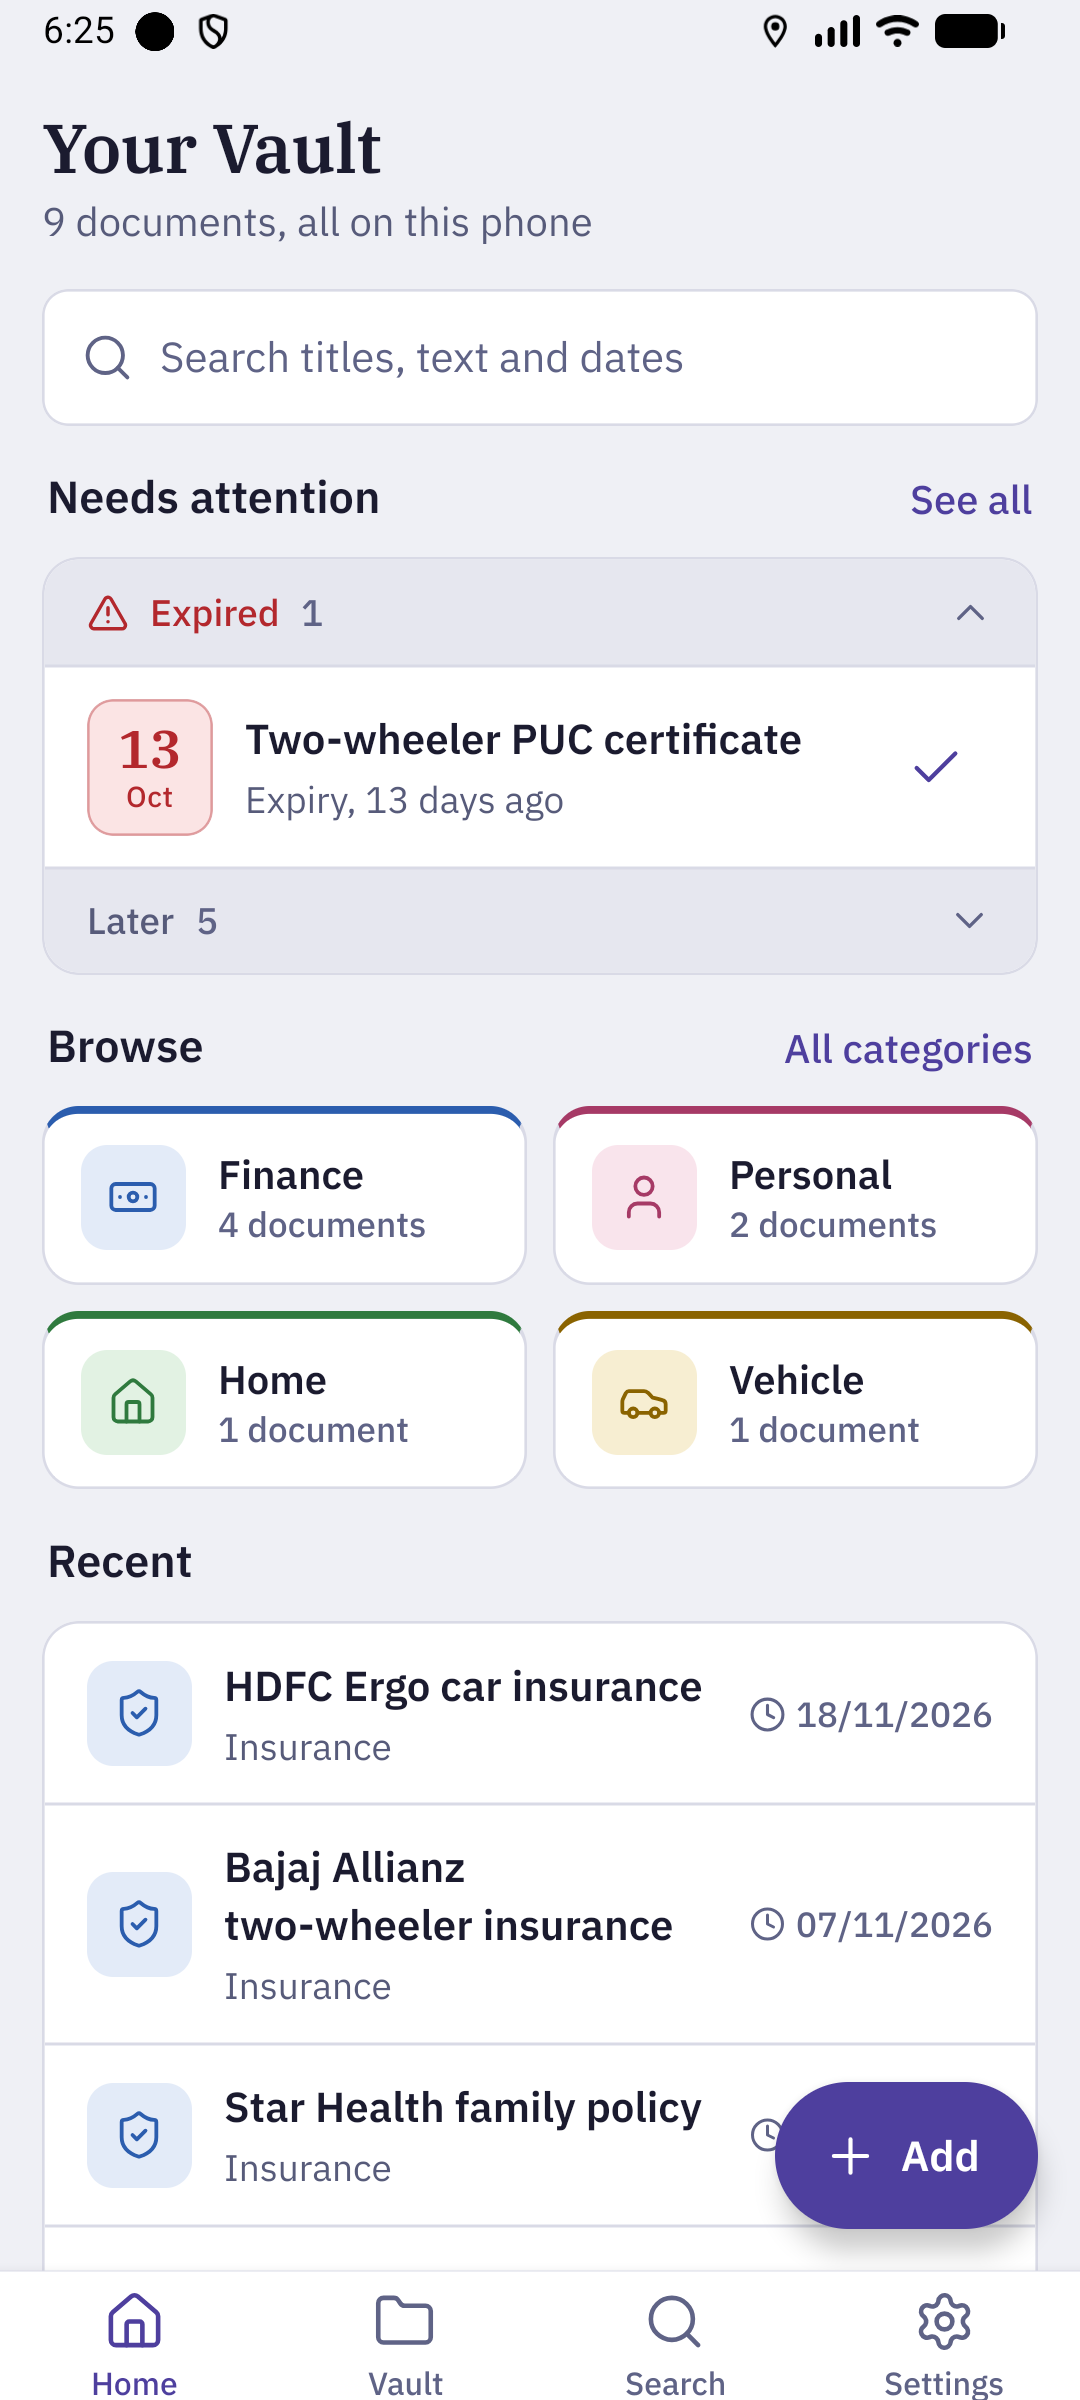 6:25
Your Vault
9 documents, all on this phone
Search titles, text and dates
Needs attention
See all
Expired 1
13
Oct
Two-wheeler PUC certificate
Expiry, 13 days ago
Later 5
Browse
All categories
Finance
4 documents
Personal
2 documents
Home
1 document
Vehicle
1 document
Recent
HDFC Ergo car insurance
Insurance
18/11/2026
Bajaj Allianz
two-wheeler insurance
Insurance
07/11/2026
Star Health family policy
Insurance
Add
Home
Vault
Search
Settings